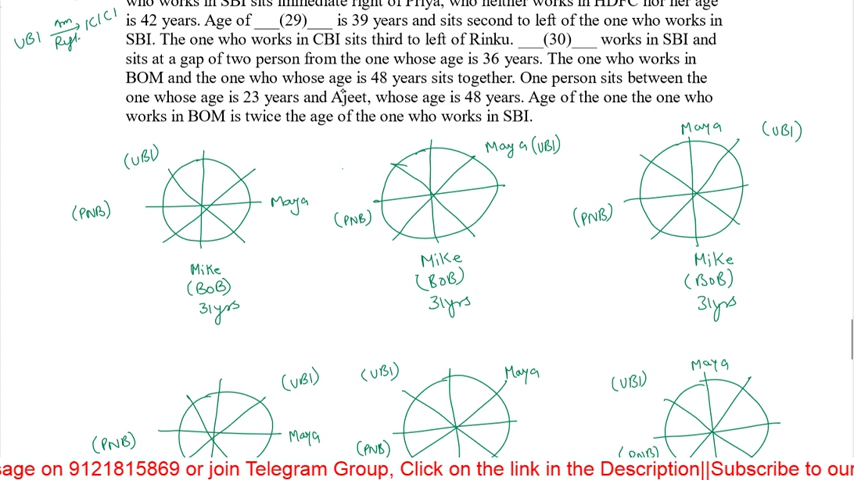 who works in SBI sits immediate right of Priya, who neither works in HDFC nor her age
is 42 years. Age of ___(29)___ is 39 years and sits second to left of the one who works in
SBI. The one who works in CBI sits third to left of Rinku. ___(30)___ works in SBI and
sits at a gap of two person from the one whose age is 36 years. The one who works in
BOM and the one who whose age is 48 years sits together. One person sits between the
one whose age is 23 years and Ajeet, whose age is 48 years. Age of the one the one who
works in BOM is twice the age of the one who works in SBI.
UBI Im Ryt. ICICI
(UBI)
(PNB)
Maya
Mike
(BOB)
31yrs
Maya (UBI)
(PNB)
Mike
(BOB)
31yrs
Maya
(UBI)
(PNB)
Mike
(BOB)
31yrs
(UBI)
(PNB)
Maya
(UBI)
Maya
(PNB)
Maya
(UBI)
(PNB)
sage on 9121815869 or join Telegram Group, Click on the link in the Description||Subscribe to our